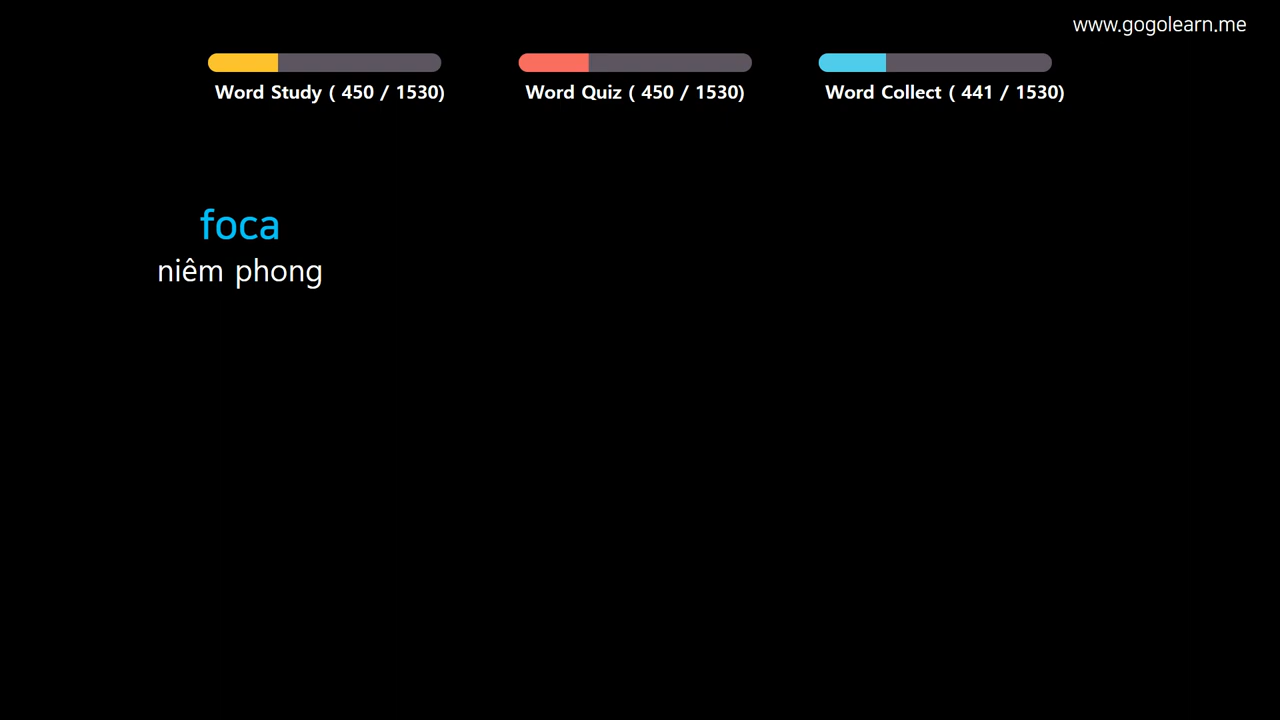 www.gogolearn.me
Word Study ( 450 / 1530)
Word Quiz ( 450 / 1530)
Word Collect ( 441 / 1530)
foca
niêm phong